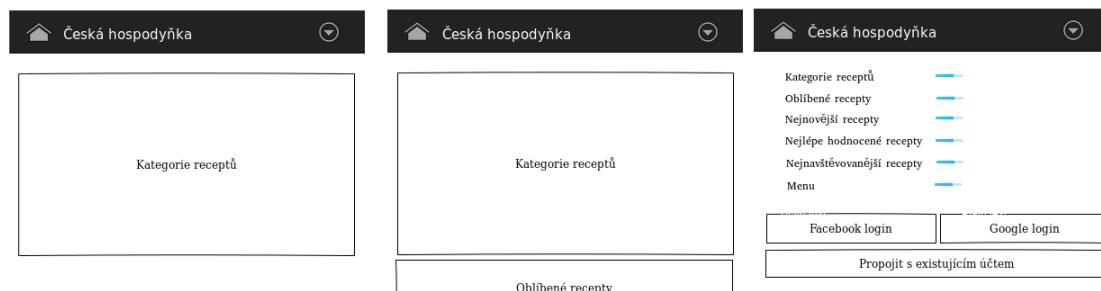 Česká hospodyňka
Kategorie receptů
Česká hospodyňka
Kategorie receptů
Oblíbené recepty
Česká hospodyňka
Kategorie receptů
Oblíbené recepty
Nejnovější recepty
Nejlépe hodnocené recepty
Nejnavštěvovanější recepty
Menu
Facebook login
Google login
Propojit s existujícím účtem